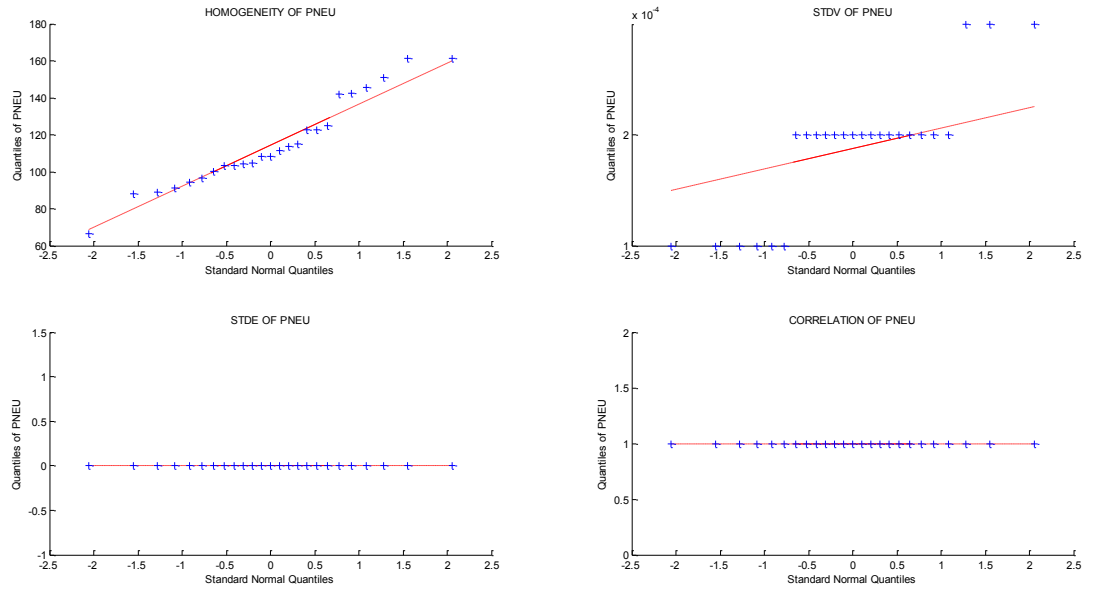 HOMOGENEITY OF PNEU
180
160
140
120
100
80
60
Quantiles of PNEU
-2.5 -2 -1.5 -1 -0.5 0 0.5 1 1.5 2 2.5
Standard Normal Quantiles
STDV OF PNEU
x 10^-4
2
1
Quantiles of PNEU
-2.5 -2 -1.5 -1 -0.5 0 0.5 1 1.5 2 2.5
Standard Normal Quantiles
STDE OF PNEU
1.5
1
0.5
0
-0.5
-1
Quantiles of PNEU
-2.5 -2 -1.5 -1 -0.5 0 0.5 1 1.5 2 2.5
Standard Normal Quantiles
CORRELATION OF PNEU
2
1.5
1
0.5
0
Quantiles of PNEU
-2.5 -2 -1.5 -1 -0.5 0 0.5 1 1.5 2 2.5
Standard Normal Quantiles